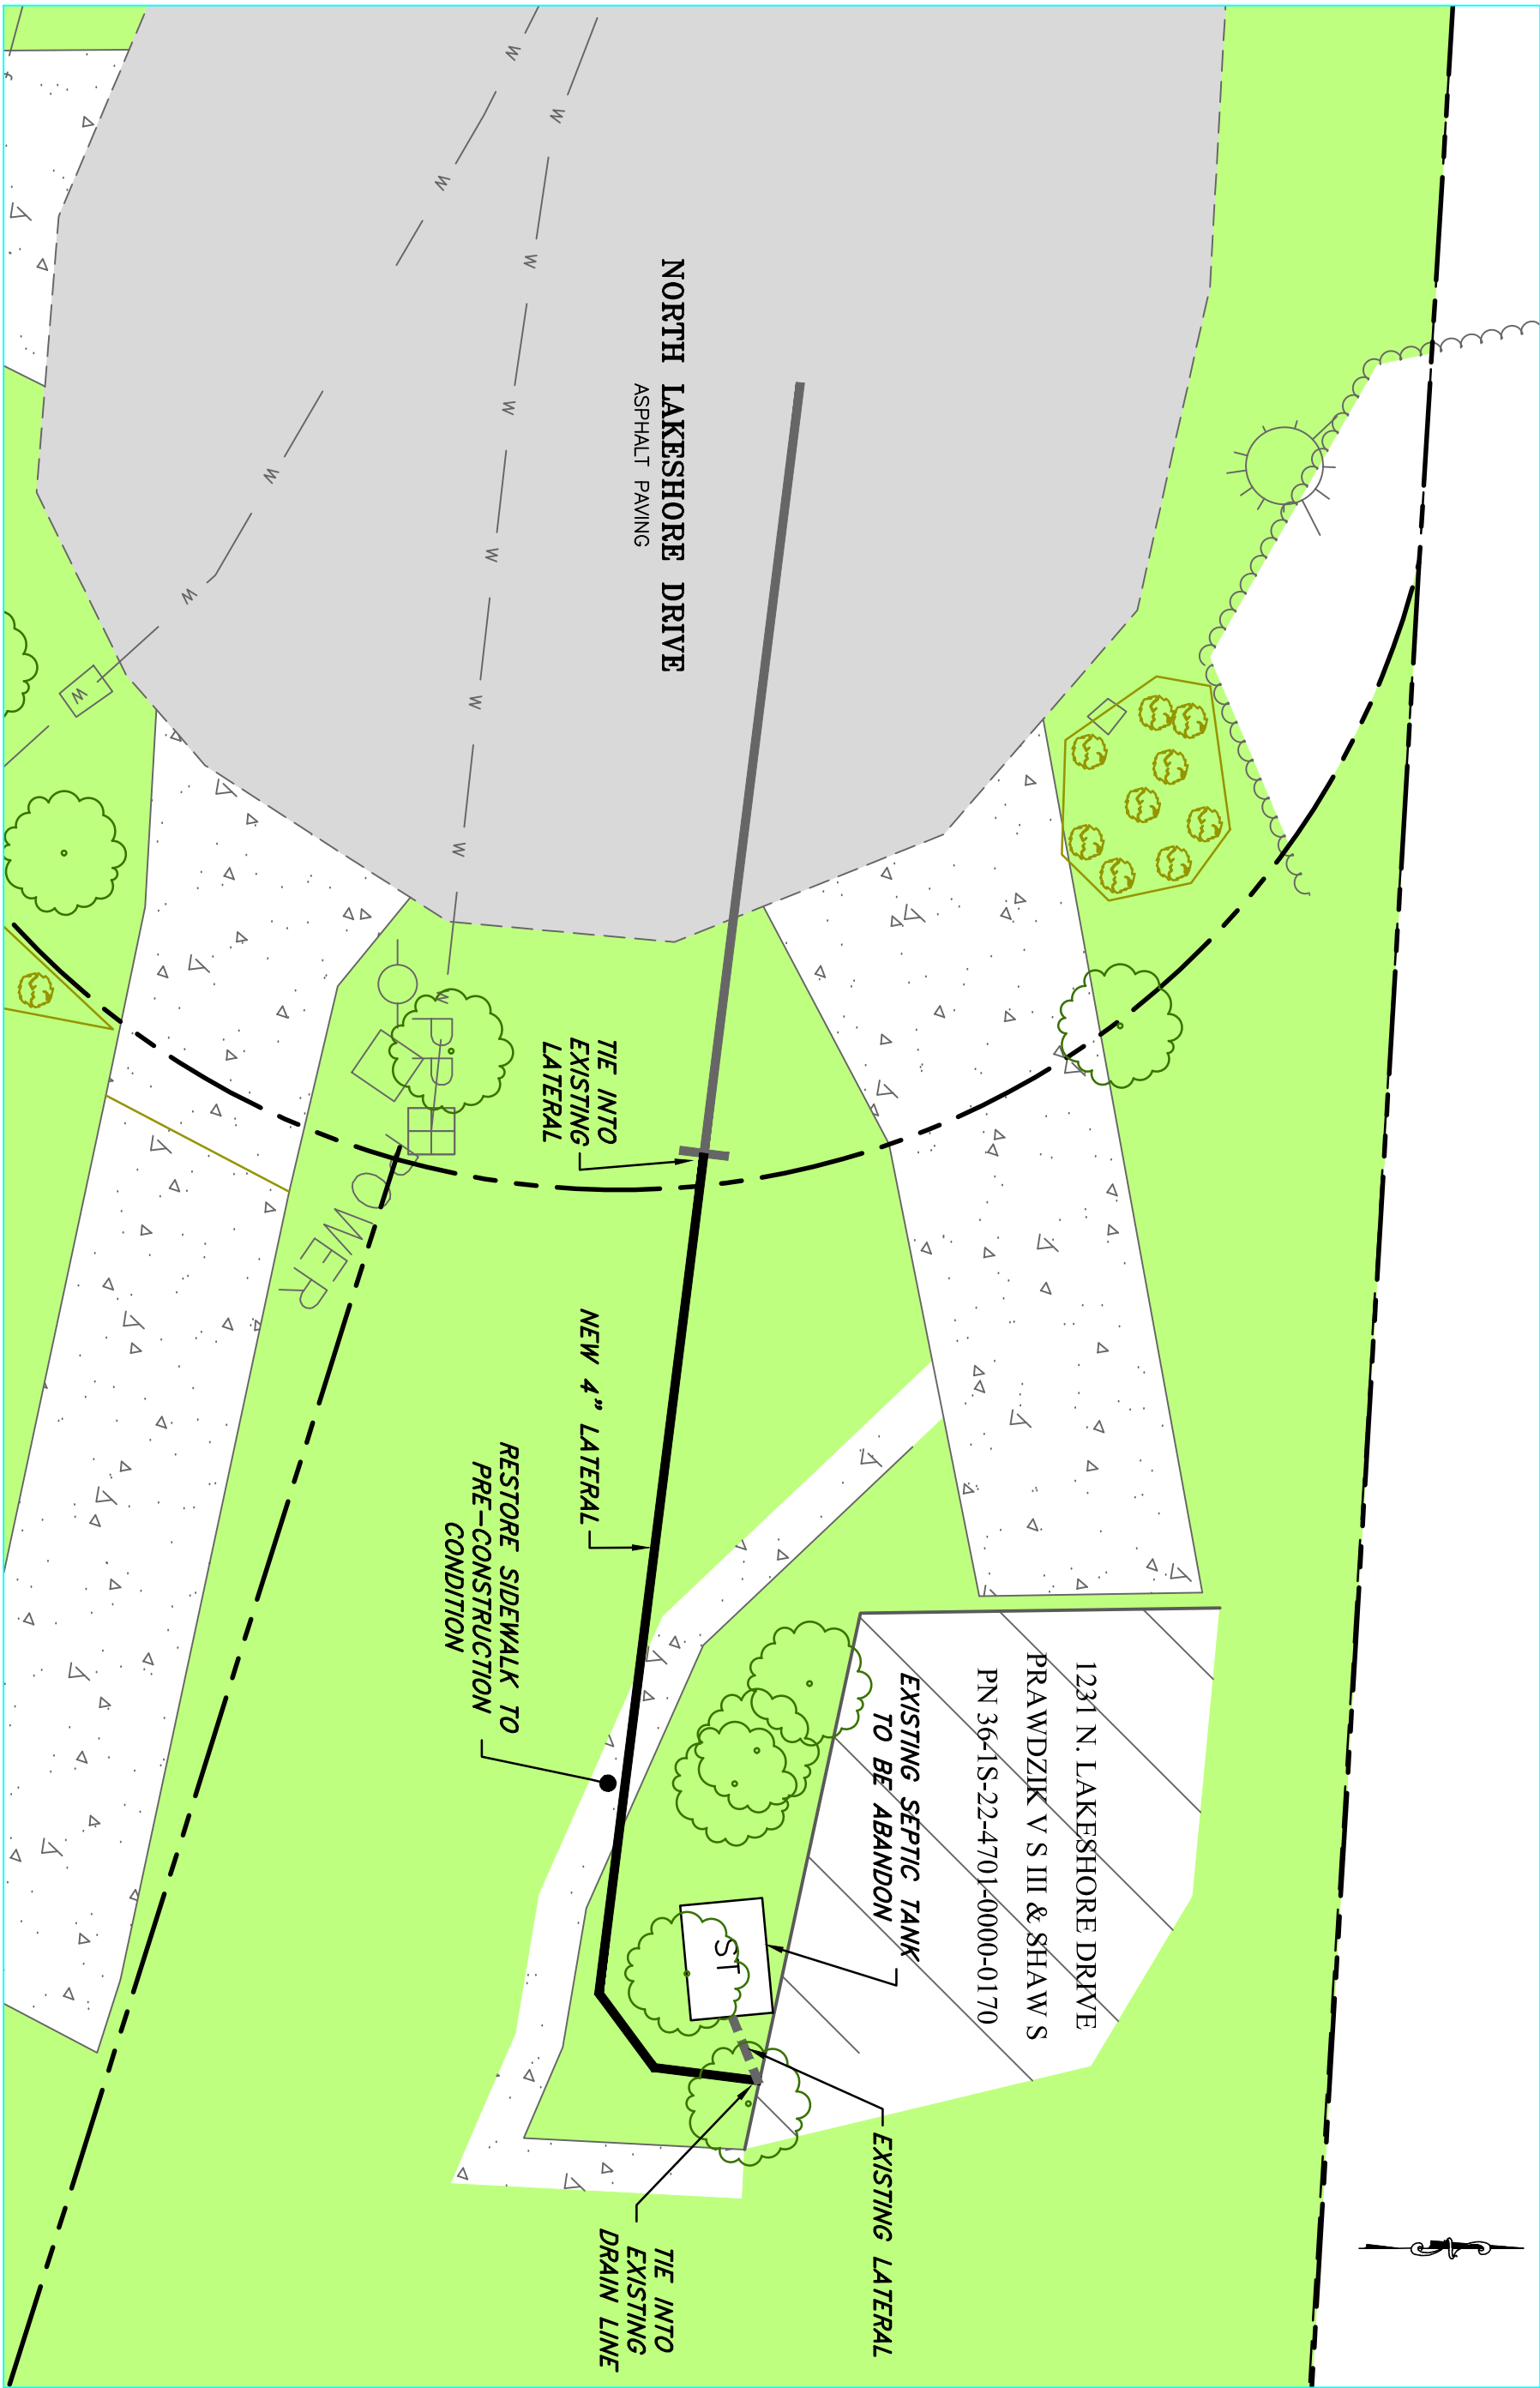 NORTH LAKESHORE DRIVE
ASPHALT PAVING
W
W
W
W
W
W
W
W
W
W
W
W
W
W
PB
POWER
TIE INTO
EXISTING
LATERAL
NEW 4" LATERAL
RESTORE SIDEWALK TO
PRE-CONSTRUCTION
CONDITION
1231 N. LAKESHORE DRIVE
PRAWDZIK V S III & SHAW S
PN 36-1S-22-4701-0000-0170
EXISTING SEPTIC TANK
TO BE ABANDON
ST
EXISTING LATERAL
TIE INTO
EXISTING
DRAIN LINE